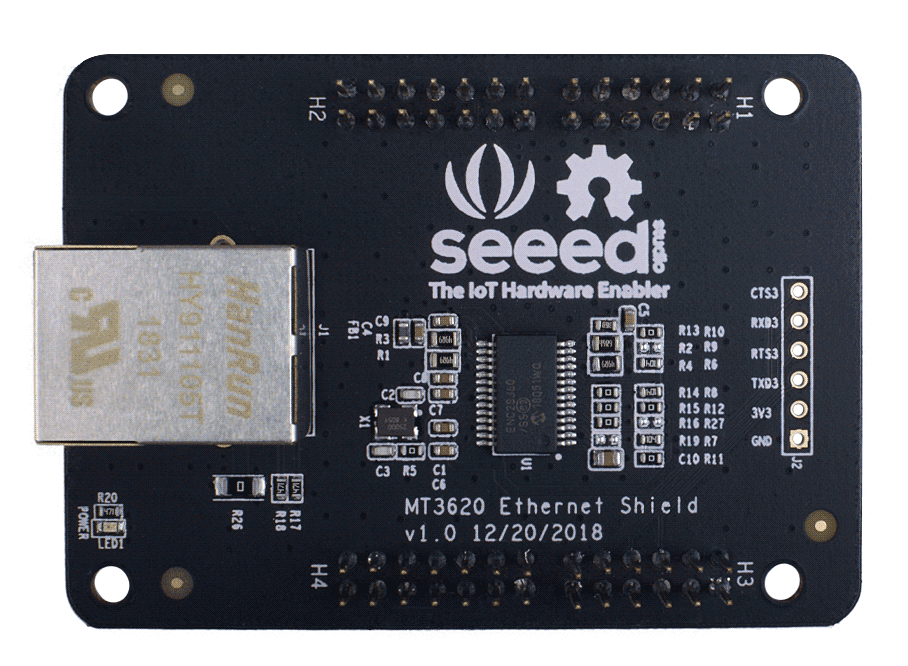 H2
H1
seeed
studio
The IoT Hardware Enabler
HanRun
HY911105T
1831
C
US
J1
C9
C4
FB1
R3
R1
C2
C7
X1
C3
R5
C1
C6
ENC28J60
/SS
U1
C5
R13 R10
R2 R9
R4 R6
R14 R8
R15 R12
R16 R27
R19 R7
C10 R11
CTS3
RXD3
RTS3
TXD3
3V3
GND
J2
R26
R18
R17
R20
POWER
LED1
MT3620 Ethernet Shield
v1.0 12/20/2018
H4
H3